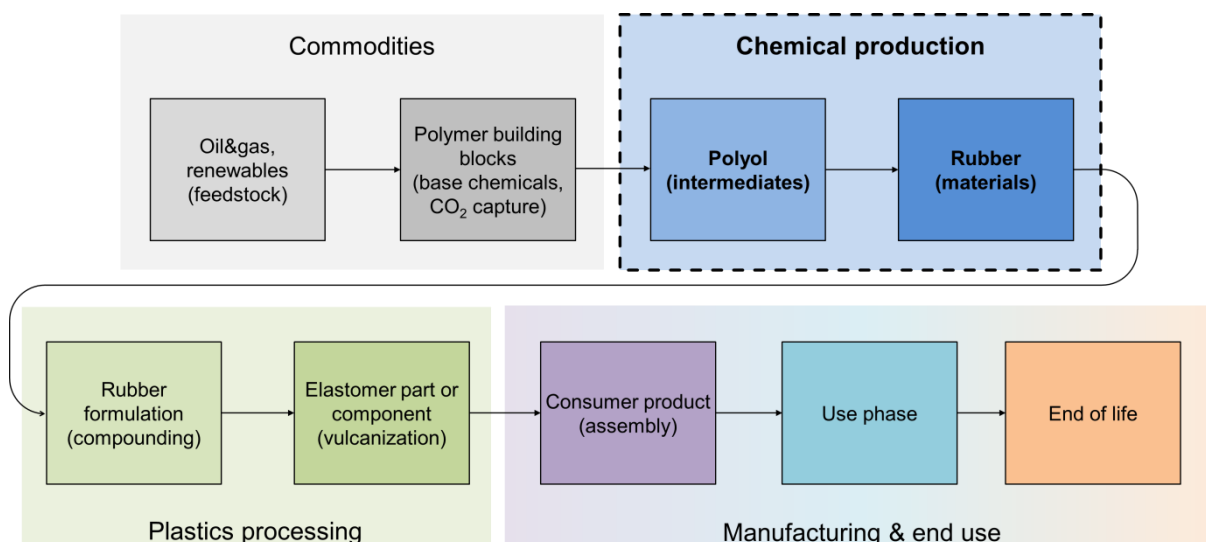 Commodities
Chemical production
Oil&gas,
renewables
(feedstock)
Polymer building
blocks
(base chemicals,
CO₂ capture)
Polyol
(intermediates)
Rubber
(materials)
Rubber
formulation
(compounding)
Elastomer part or
component
(vulcanization)
Consumer product
(assembly)
Use phase
End of life
Plastics processing
Manufacturing & end use